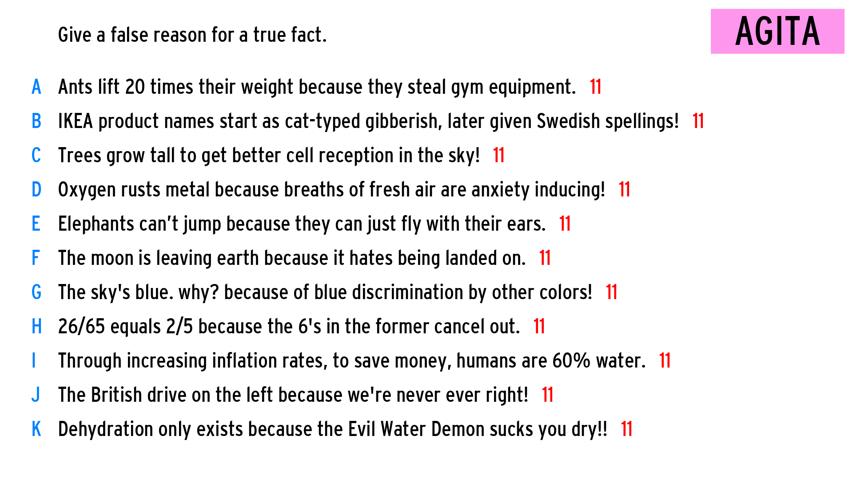 Give a false reason for a true fact.
AGITA
A Ants lift 20 times their weight because they steal gym equipment. 11
B IKEA product names start as cat-typed gibberish, later given Swedish spellings! 11
C Trees grow tall to get better cell reception in the sky! 11
D Oxygen rusts metal because breaths of fresh air are anxiety inducing! 11
E Elephants can’t jump because they can just fly with their ears. 11
F The moon is leaving earth because it hates being landed on. 11
G The sky's blue. why? because of blue discrimination by other colors! 11
H 26/65 equals 2/5 because the 6's in the former cancel out. 11
I Through increasing inflation rates, to save money, humans are 60% water. 11
J The British drive on the left because we're never ever right! 11
K Dehydration only exists because the Evil Water Demon sucks you dry!! 11